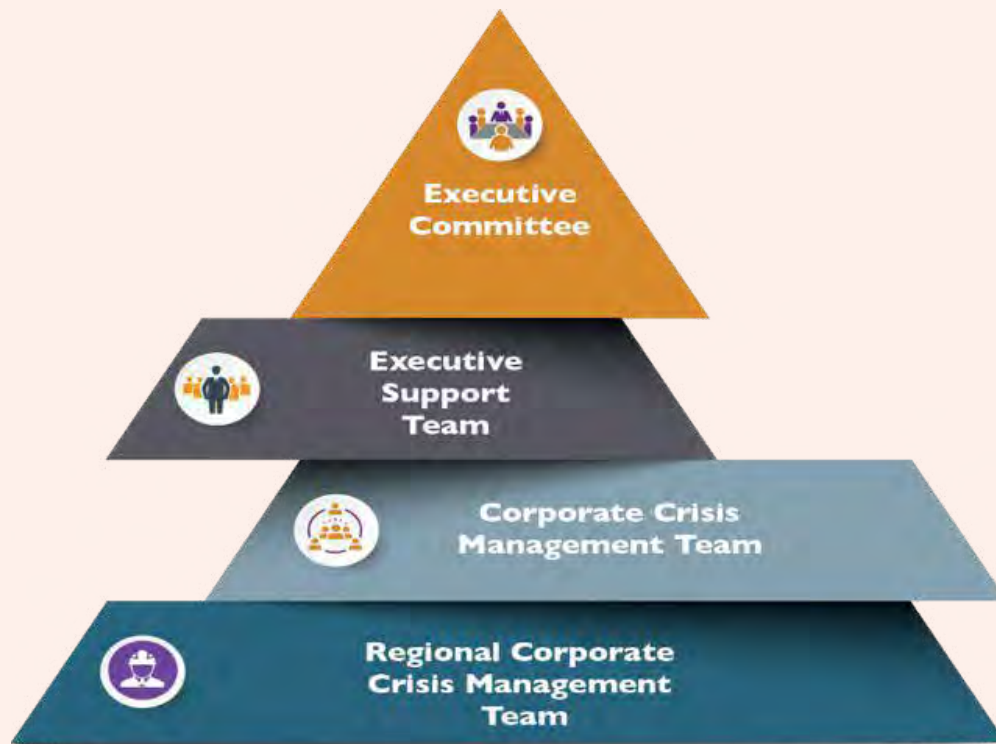 Executive
Committee
Executive
Support
Team
Corporate Crisis
Management Team
Regional Corporate
Crisis Management
Team